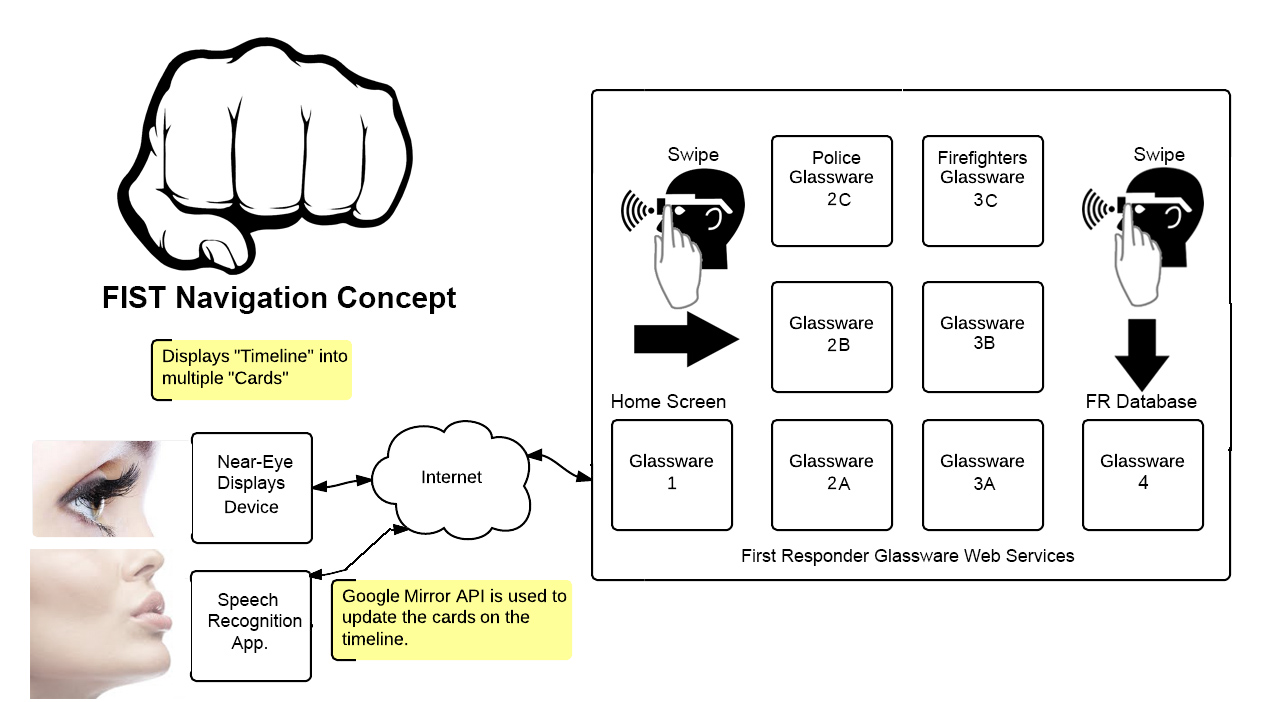 FIST Navigation Concept
Displays "Timeline" into
multiple "Cards"
Near-Eye
Displays
Device
Internet
Speech
Recognition
App.
Google Mirror API is used to
update the cards on the
timeline.
Swipe
Police
Glassware
2C
Firefighters
Glassware
3C
Swipe
Glassware
2B
Glassware
3B
Home Screen
FR Database
Glassware
1
Glassware
2A
Glassware
3A
Glassware
4
First Responder Glassware Web Services